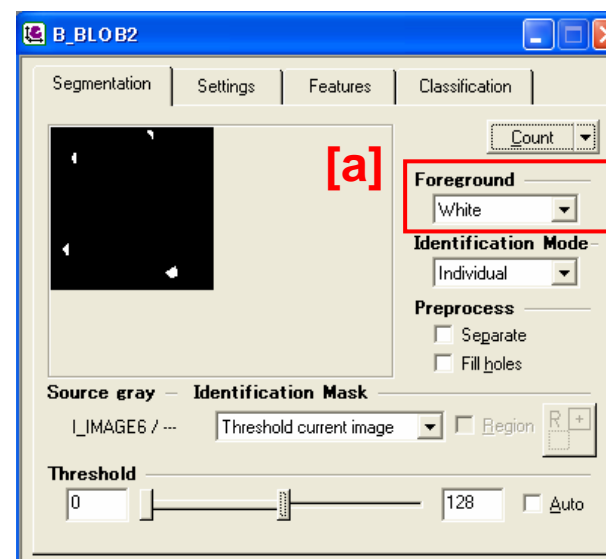 B_BLOB2
Segmentation Settings Features Classification
Count
[a]
Foreground
White
Identification Mode
Individual
Preprocess
Separate
Fill holes
Source gray Identification Mask
I_IMAGE6 / --- Threshold current image Region R +
Threshold
0 128 Auto